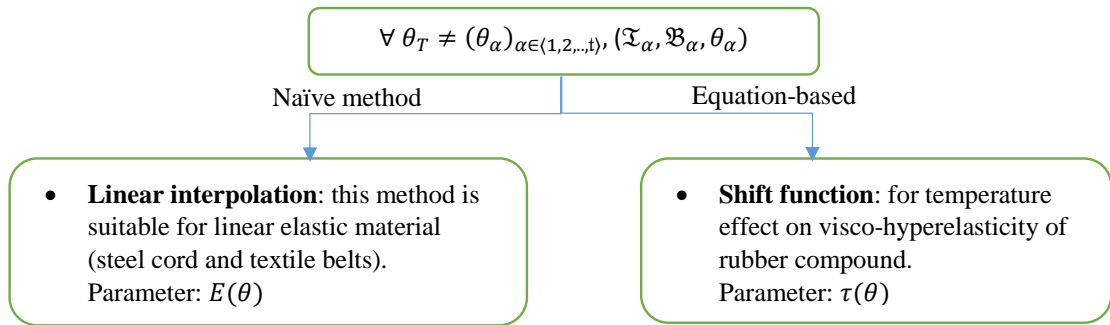 ∀ θ_T ≠ (θ_α)_{α∈⟨1,2,..,ƚ⟩}, (𝔗_α, 𝔅_α, θ_α)
Naïve method
Equation-based
• Linear interpolation: this method is
suitable for linear elastic material
(steel cord and textile belts).
Parameter: E(θ)
• Shift function: for temperature
effect on visco-hyperelasticity of
rubber compound.
Parameter: τ(θ)